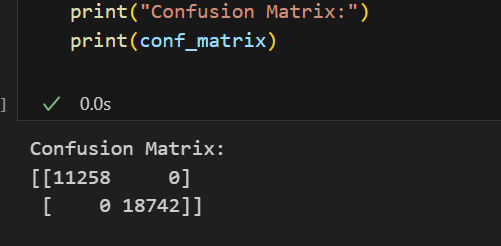 print("Confusion Matrix:")
print(conf_matrix)
] ✓ 0.0s
Confusion Matrix:
[[11258     0]
 [    0 18742]]